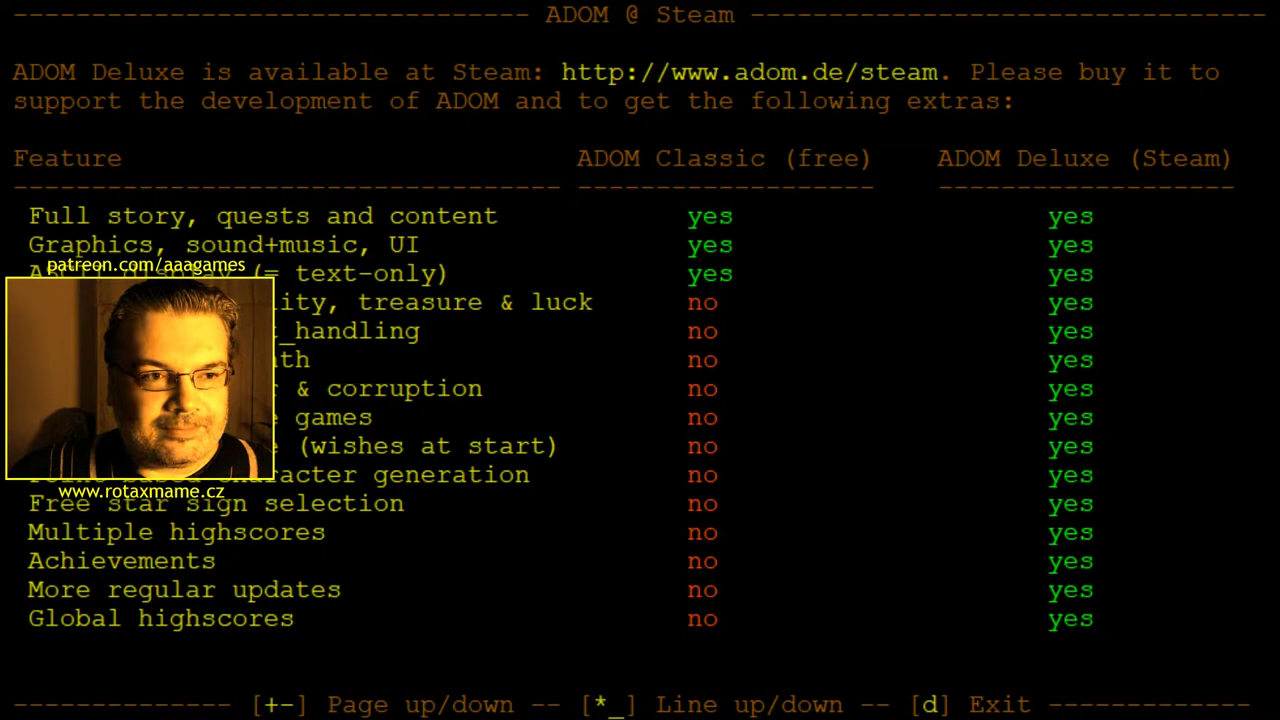 ------------------------------- ADOM @ Steam -------------------------------
ADOM Deluxe is available at Steam: http://www.adom.de/steam. Please buy it to
support the development of ADOM and to get the following extras:
Feature ADOM Classic (free) ADOM Deluxe (Steam)
---------------------------------- ------------------- -------------------
Full story, quests and content yes yes
Graphics, sound+music, UI yes yes
patreon.com/aaagames
(= text-only) yes yes
treasure & luck no yes
handling no yes
no yes
& corruption no yes
games no yes
(wishes at start) no yes
generation no yes
www.rotaxmame.cz
Free star sign selection no yes
Multiple highscores no yes
Achievements no yes
More regular updates no yes
Global highscores no yes
-------------- [+-] Page up/down -- [*_] Line up/down -- [d] Exit -------------